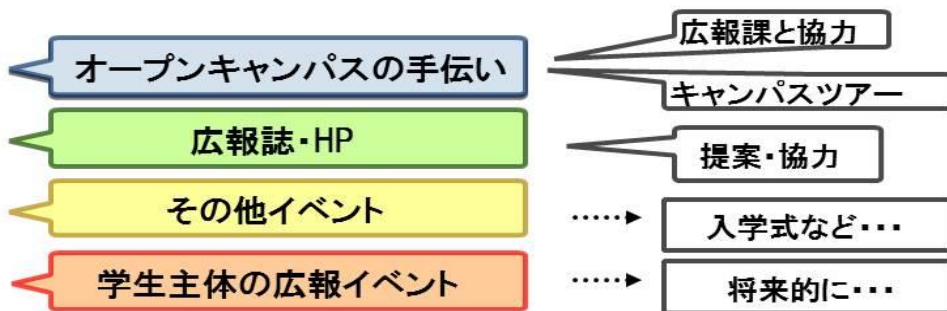 広報課と協力
オープンキャンパスの手伝い
キャンパスツアー
広報誌・HP
提案・協力
その他イベント
入学式など・・・
学生主体の広報イベント
将来的に・・・